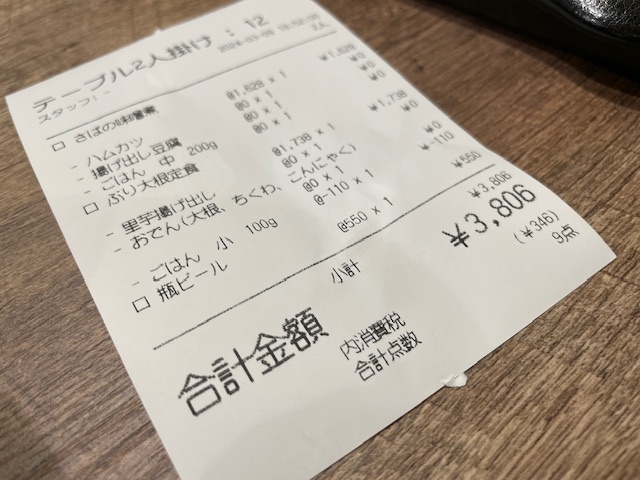 テーブル2人掛け : 12
スタッフ: -
2人
□ さばの味噌煮 @1,628 x 1 ¥1,628
- ハムカツ @0 x 1 ¥0
- 揚げ出し豆腐 @0 x 1 ¥0
- ごはん 中 200g @0 x 1 ¥0
□ ぶり大根定食 @1,738 x 1 ¥1,738
- 里芋揚げ出し @0 x 1 ¥0
- おでん(大根、ちくわ、こんにゃく) @0 x 1 ¥0
- ごはん 小 100g @-110 x 1 ¥-110
□ 瓶ビール @550 x 1 ¥550
小計 ¥3,806
合計金額 ¥3,806
内消費税 (¥346)
合計点数 9点